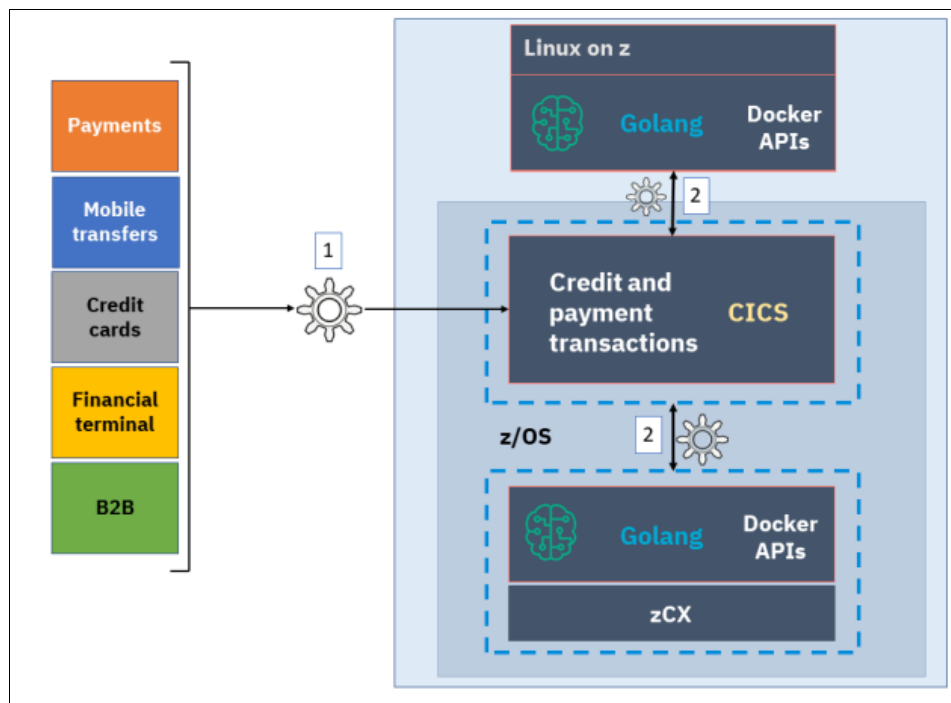 Payments
Mobile
transfers
Credit
cards
Financial
terminal
B2B
1
Linux on z
Golang
Docker
APIs
2
Credit and
payment
transactions
CICS
z/OS
2
Golang
Docker
APIs
zCX